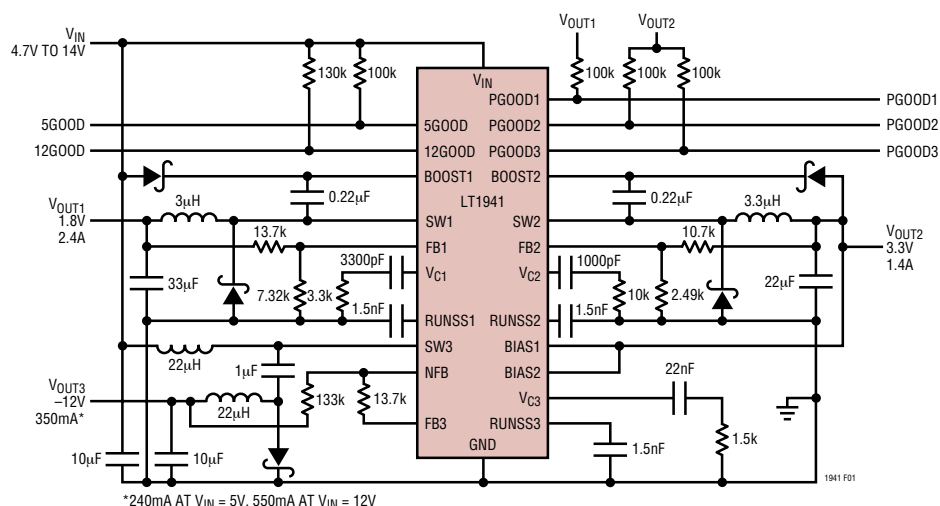 VIN
4.7V TO 14V
130k
100k
VOUT1
VOUT2
100k
100k
100k
VIN
PGOOD1
PGOOD1
5GOOD
5GOOD
PGOOD2
PGOOD2
12GOOD
12GOOD
PGOOD3
PGOOD3
BOOST1
BOOST2
0.22µF
LT1941
0.22µF
VOUT1
1.8V
2.4A
3µH
SW1
SW2
3.3µH
13.7k
FB1
FB2
10.7k
VOUT2
3.3V
1.4A
33µF
7.32k
3.3k
3300pF
VC1
VC2
1000pF
10k
2.49k
22µF
1.5nF
RUNSS1
RUNSS2
1.5nF
22µH
SW3
BIAS1
1µF
NFB
BIAS2
22nF
VOUT3
–12V
350mA*
22µH
133k
13.7k
VC3
FB3
RUNSS3
1.5k
10µF
10µF
GND
1.5nF
1941 F01
*240mA AT VIN = 5V, 550mA AT VIN = 12V